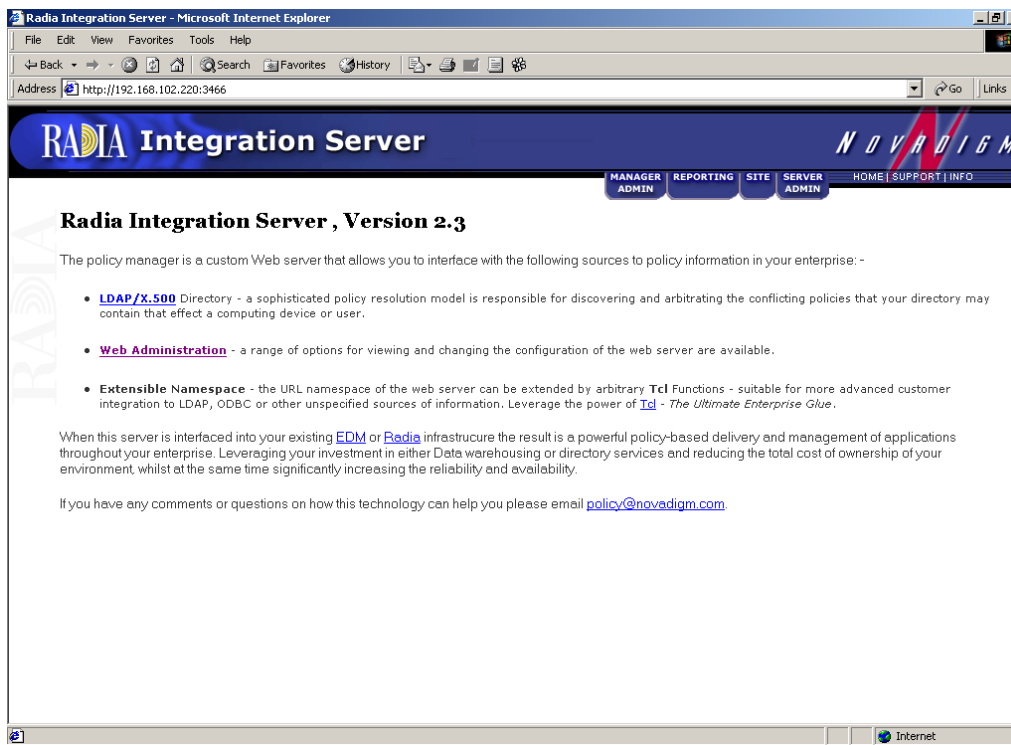 Radia Integration Server - Microsoft Internet Explorer
File Edit View Favorites Tools Help
Back Search Favorites History
Address http://192.168.102.220:3466 Go Links
RADIA Integration Server
NOVADIGM
MANAGER ADMIN REPORTING SITE SERVER ADMIN HOME | SUPPORT | INFO
RADIA
Radia Integration Server , Version 2.3
The policy manager is a custom Web server that allows you to interface with the following sources to policy information in your enterprise: -
• LDAP/X.500 Directory - a sophisticated policy resolution model is responsible for discovering and arbitrating the conflicting policies that your directory may
contain that effect a computing device or user.
• Web Administration - a range of options for viewing and changing the configuration of the web server are available.
• Extensible Namespace - the URL namespace of the web server can be extended by arbitrary Tcl Functions - suitable for more advanced customer
integration to LDAP, ODBC or other unspecified sources of information. Leverage the power of Tcl - The Ultimate Enterprise Glue.
When this server is interfaced into your existing EDM or Radia infrastrucure the result is a powerful policy-based delivery and management of applications
throughout your enterprise. Leveraging your investment in either Data warehousing or directory services and reducing the total cost of ownership of your
environment, whilst at the same time significantly increasing the reliability and availability.
If you have any comments or questions on how this technology can help you please email policy@novadigm.com.
Internet